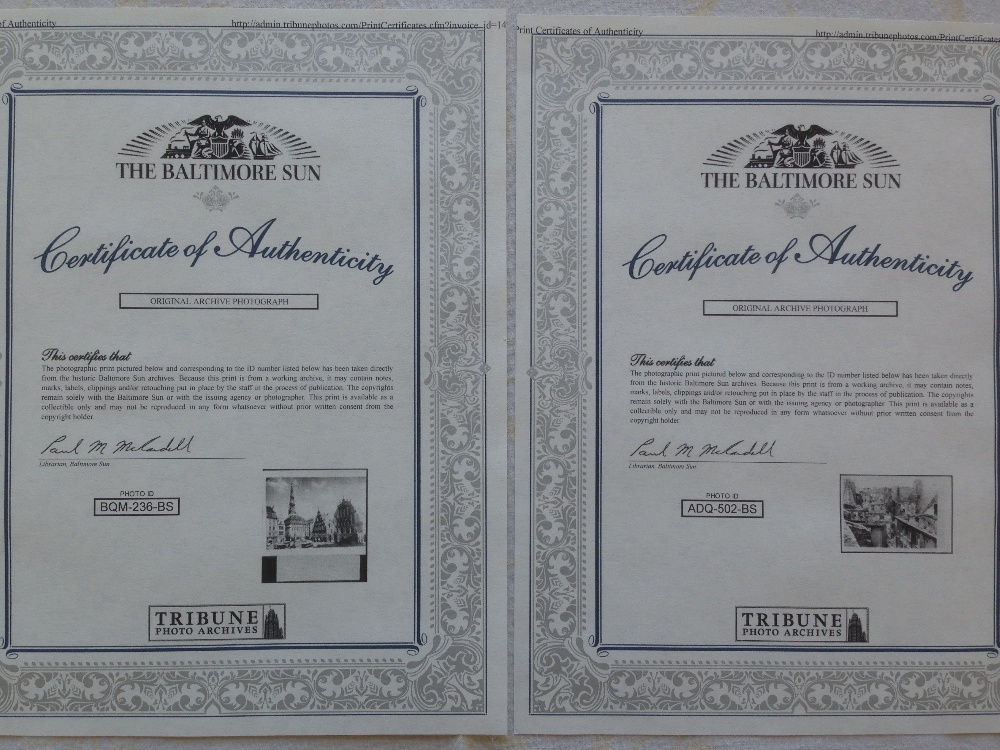 of Authenticity
http://admin.tribunephotos.com/PrintCertificates.cfm?invoice_id=14
THE BALTIMORE SUN
Certificate of Authenticity
ORIGINAL ARCHIVE PHOTOGRAPH
This certifies that
The photographic print pictured below and corresponding to the ID number listed below has been taken directly
from the historic Baltimore Sun archives. Because this print is from a working archive, it may contain notes,
marks, labels, clippings and/or retouching put in place by the staff in the process of publication. The copyrights
remain solely with the Baltimore Sun or with the issuing agency or photographer. This print is available as a
collectible only and may not be reproduced in any form whatsoever without prior written consent from the
copyright holder.
Paul M McCardell
Librarian, Baltimore Sun
PHOTO ID
BQM-236-BS
TRIBUNE
PHOTO ARCHIVES
Print Certificates of Authenticity
http://admin.tribunephotos.com/PrintCertificates
THE BALTIMORE SUN
Certificate of Authenticity
ORIGINAL ARCHIVE PHOTOGRAPH
This certifies that
The photographic print pictured below and corresponding to the ID number listed below has been taken directly
from the historic Baltimore Sun archives. Because this print is from a working archive, it may contain notes,
marks, labels, clippings and/or retouching put in place by the staff in the process of publication. The copyrights
remain solely with the Baltimore Sun or with the issuing agency or photographer. This print is available as a
collectible only and may not be reproduced in any form whatsoever without prior written consent from the
copyright holder.
Paul M McCardell
Librarian, Baltimore Sun
PHOTO ID
ADQ-502-BS
TRIBUNE
PHOTO ARCHIVES